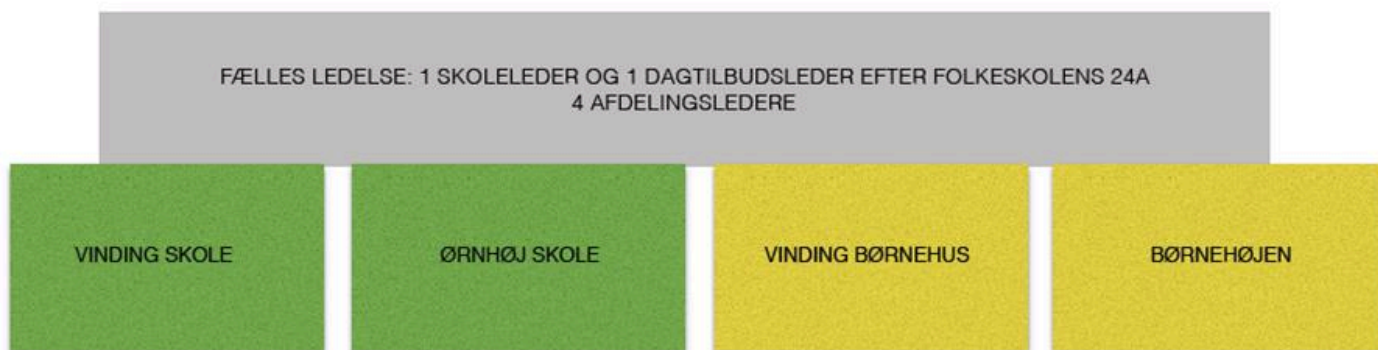 FÆLLES LEDELSE: 1 SKOLELEDER OG 1 DAGTILBUDSLEDER EFTER FOLKESKOLENS 24A
4 AFDELINGSLEDERE
VINDING SKOLE
ØRNHØJ SKOLE
VINDING BØRNEHUS
BØRNEHØJEN